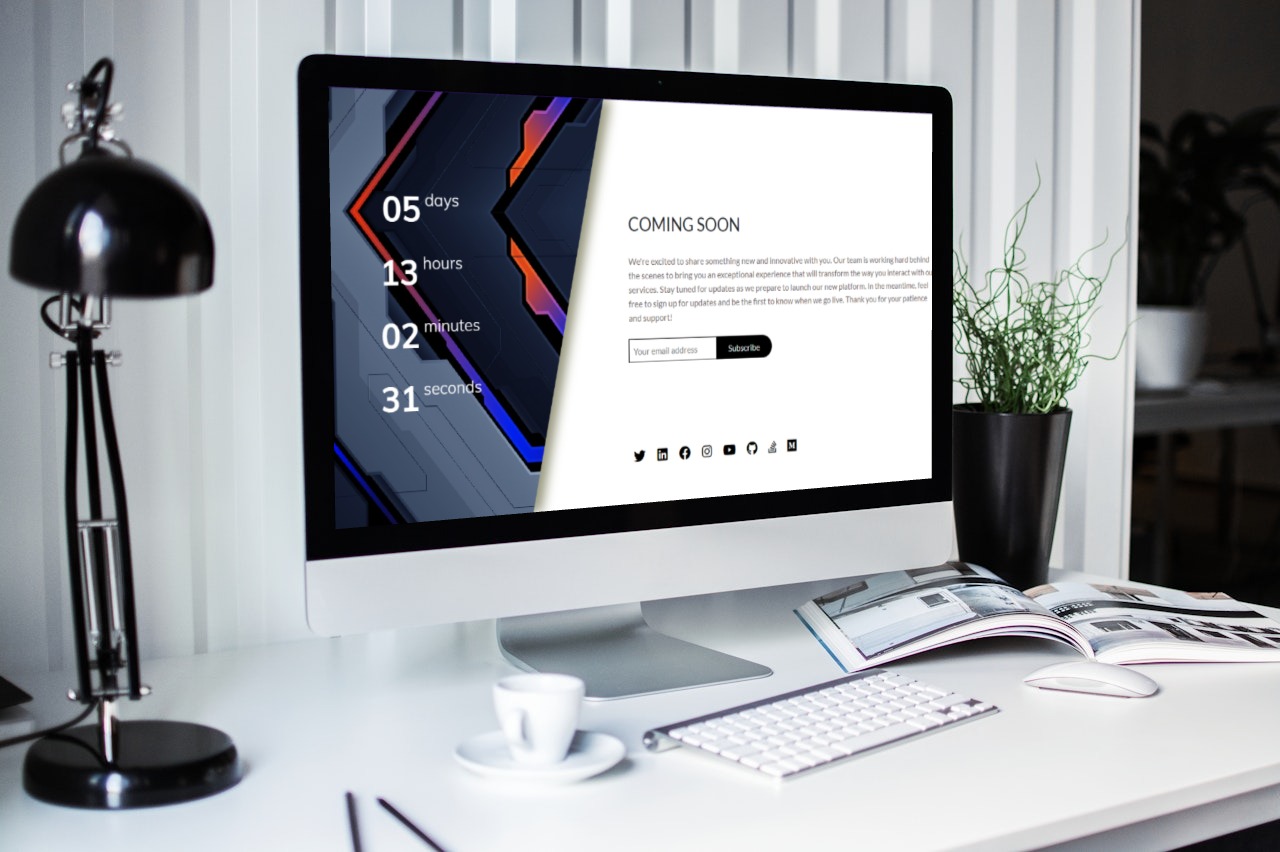 05 days
13 hours
02 minutes
31 seconds
COMING SOON
We're excited to share something new and innovative with you. Our team is working hard behind
the scenes to bring you an exceptional experience that will transform the way you interact with
services. Stay tuned for updates as we prepare to launch our new platform. In the meantime, feel
free to sign up for updates and be the first to know when we go live. Thank you for your patience
and support!
Your email address
Subscribe